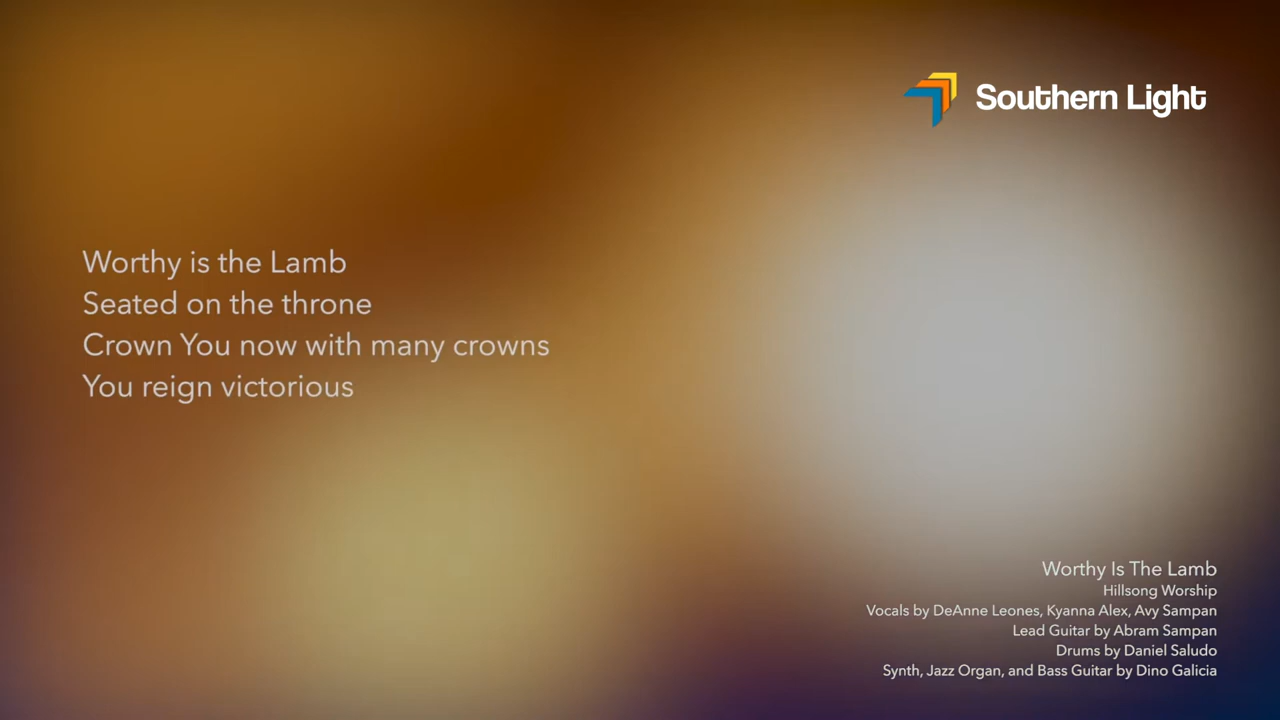 Southern Light
Worthy is the Lamb
Seated on the throne
Crown You now with many crowns
You reign victorious
Worthy Is The Lamb
Hillsong Worship
Vocals by DeAnne Leones, Kyanna Alex, Avy Sampan
Lead Guitar by Abram Sampan
Drums by Daniel Saludo
Synth, Jazz Organ, and Bass Guitar by Dino Galicia